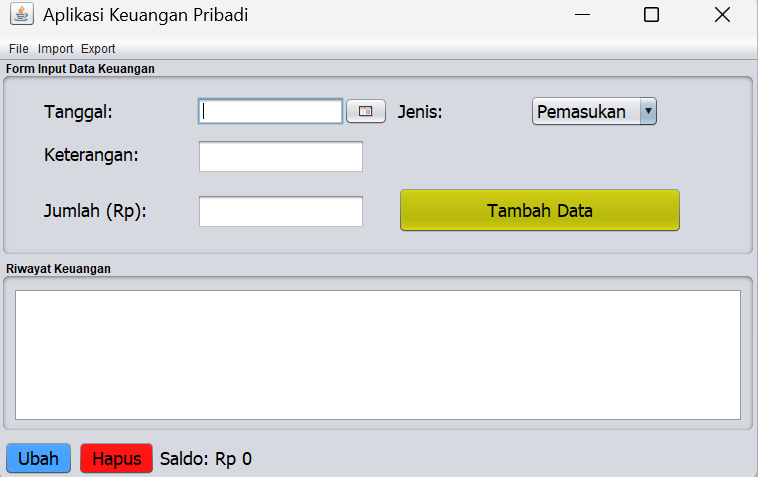 Aplikasi Keuangan Pribadi
File Import Export
Form Input Data Keuangan
Tanggal: Jenis: Pemasukan
Keterangan:
Jumlah (Rp): Tambah Data
Riwayat Keuangan
Ubah Hapus Saldo: Rp 0